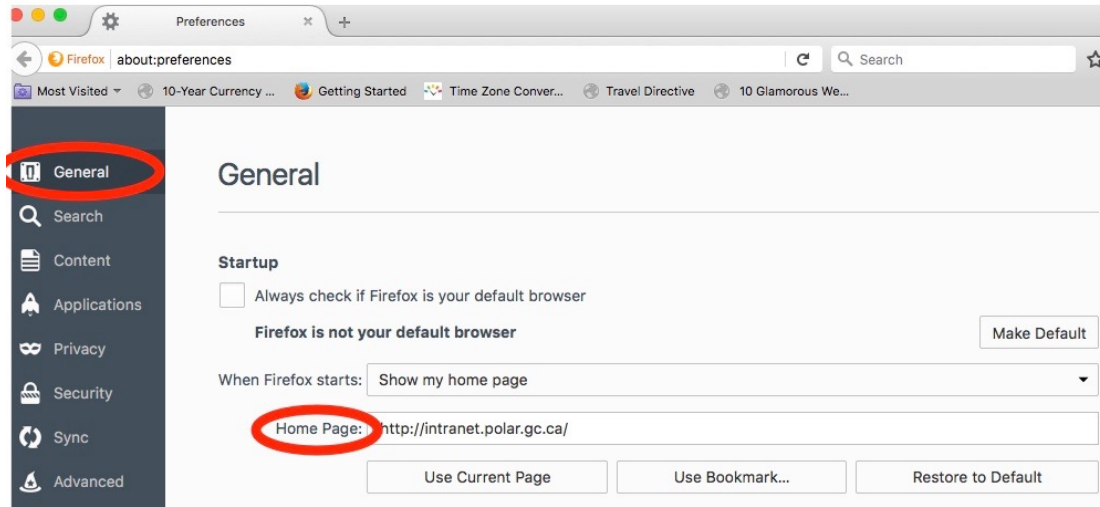 Preferences
Firefox about:preferences Search
Most Visited 10-Year Currency ... Getting Started Time Zone Conver... Travel Directive 10 Glamorous We...
General
Search
Content
Applications
Privacy
Security
Sync
Advanced
General
Startup
Always check if Firefox is your default browser
Firefox is not your default browser Make Default
When Firefox starts: Show my home page
Home Page: http://intranet.polar.gc.ca/
Use Current Page Use Bookmark... Restore to Default